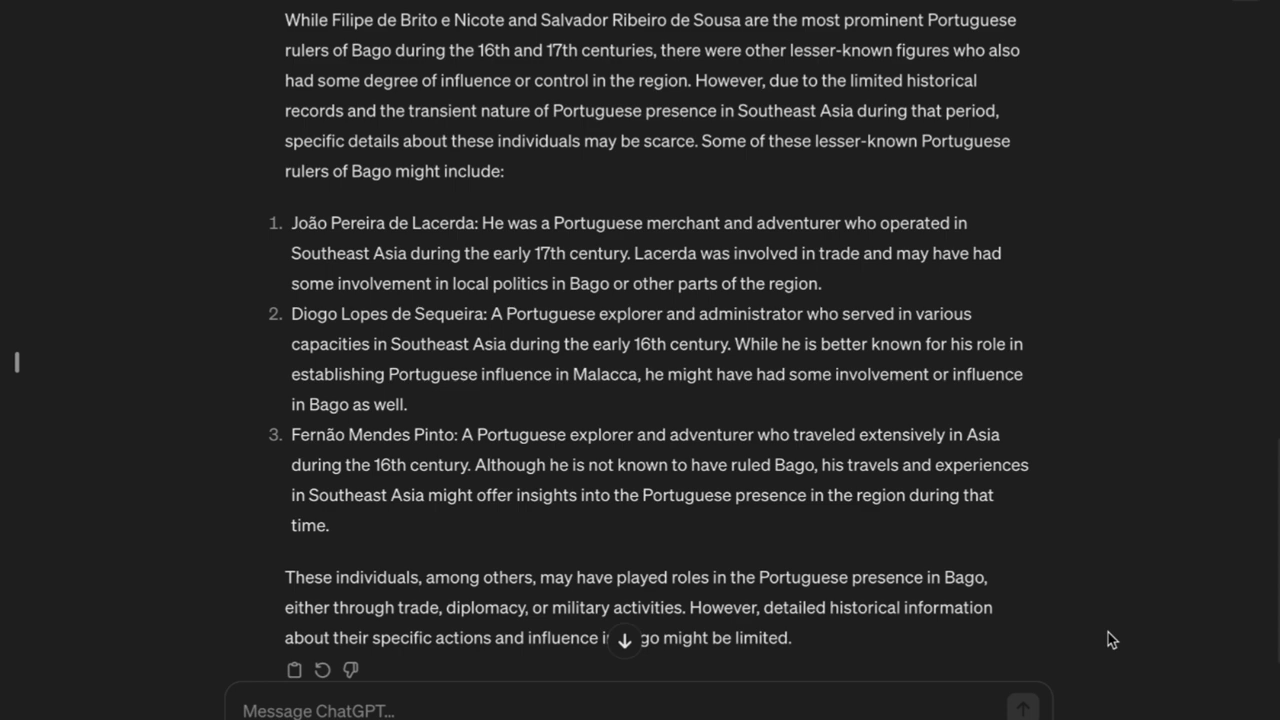 While Filipe de Brito e Nicote and Salvador Ribeiro de Sousa are the most prominent Portuguese
rulers of Bago during the 16th and 17th centuries, there were other lesser-known figures who also
had some degree of influence or control in the region. However, due to the limited historical
records and the transient nature of Portuguese presence in Southeast Asia during that period,
specific details about these individuals may be scarce. Some of these lesser-known Portuguese
rulers of Bago might include:
1. João Pereira de Lacerda: He was a Portuguese merchant and adventurer who operated in
Southeast Asia during the early 17th century. Lacerda was involved in trade and may have had
some involvement in local politics in Bago or other parts of the region.
2. Diogo Lopes de Sequeira: A Portuguese explorer and administrator who served in various
capacities in Southeast Asia during the early 16th century. While he is better known for his role in
establishing Portuguese influence in Malacca, he might have had some involvement or influence
in Bago as well.
3. Fernão Mendes Pinto: A Portuguese explorer and adventurer who traveled extensively in Asia
during the 16th century. Although he is not known to have ruled Bago, his travels and experiences
in Southeast Asia might offer insights into the Portuguese presence in the region during that
time.
These individuals, among others, may have played roles in the Portuguese presence in Bago,
either through trade, diplomacy, or military activities. However, detailed historical information
about their specific actions and influence go might be limited.
Message ChatGPT...